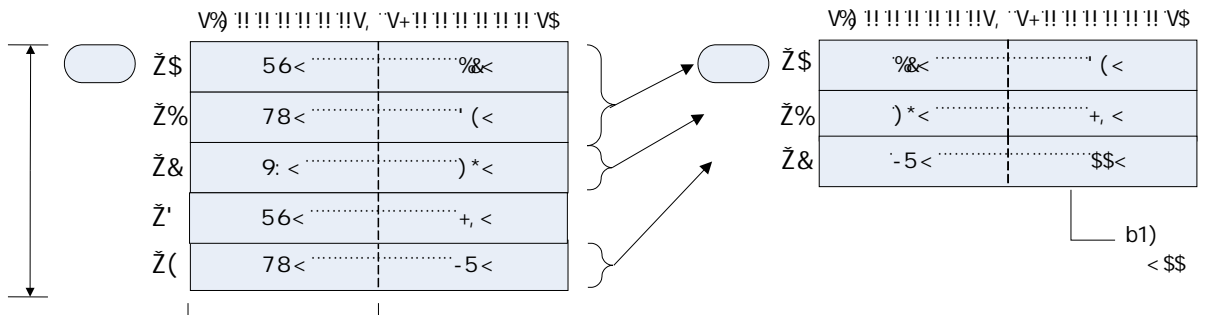 V%) !! !! !! !! !! !!V, V+!! !! !! !! !! !! V$
Ž$ 56< %&<
Ž% 78< ' (<
Ž& 9: < ) *<
Ž' 56< +, <
Ž( 78< -5<
V%) !! !! !! !! !! !!V, V+!! !! !! !! !! !! V$
Ž$ %&< ' (<
Ž% ) *< +, <
Ž& -5< $$<
b1)
< $$